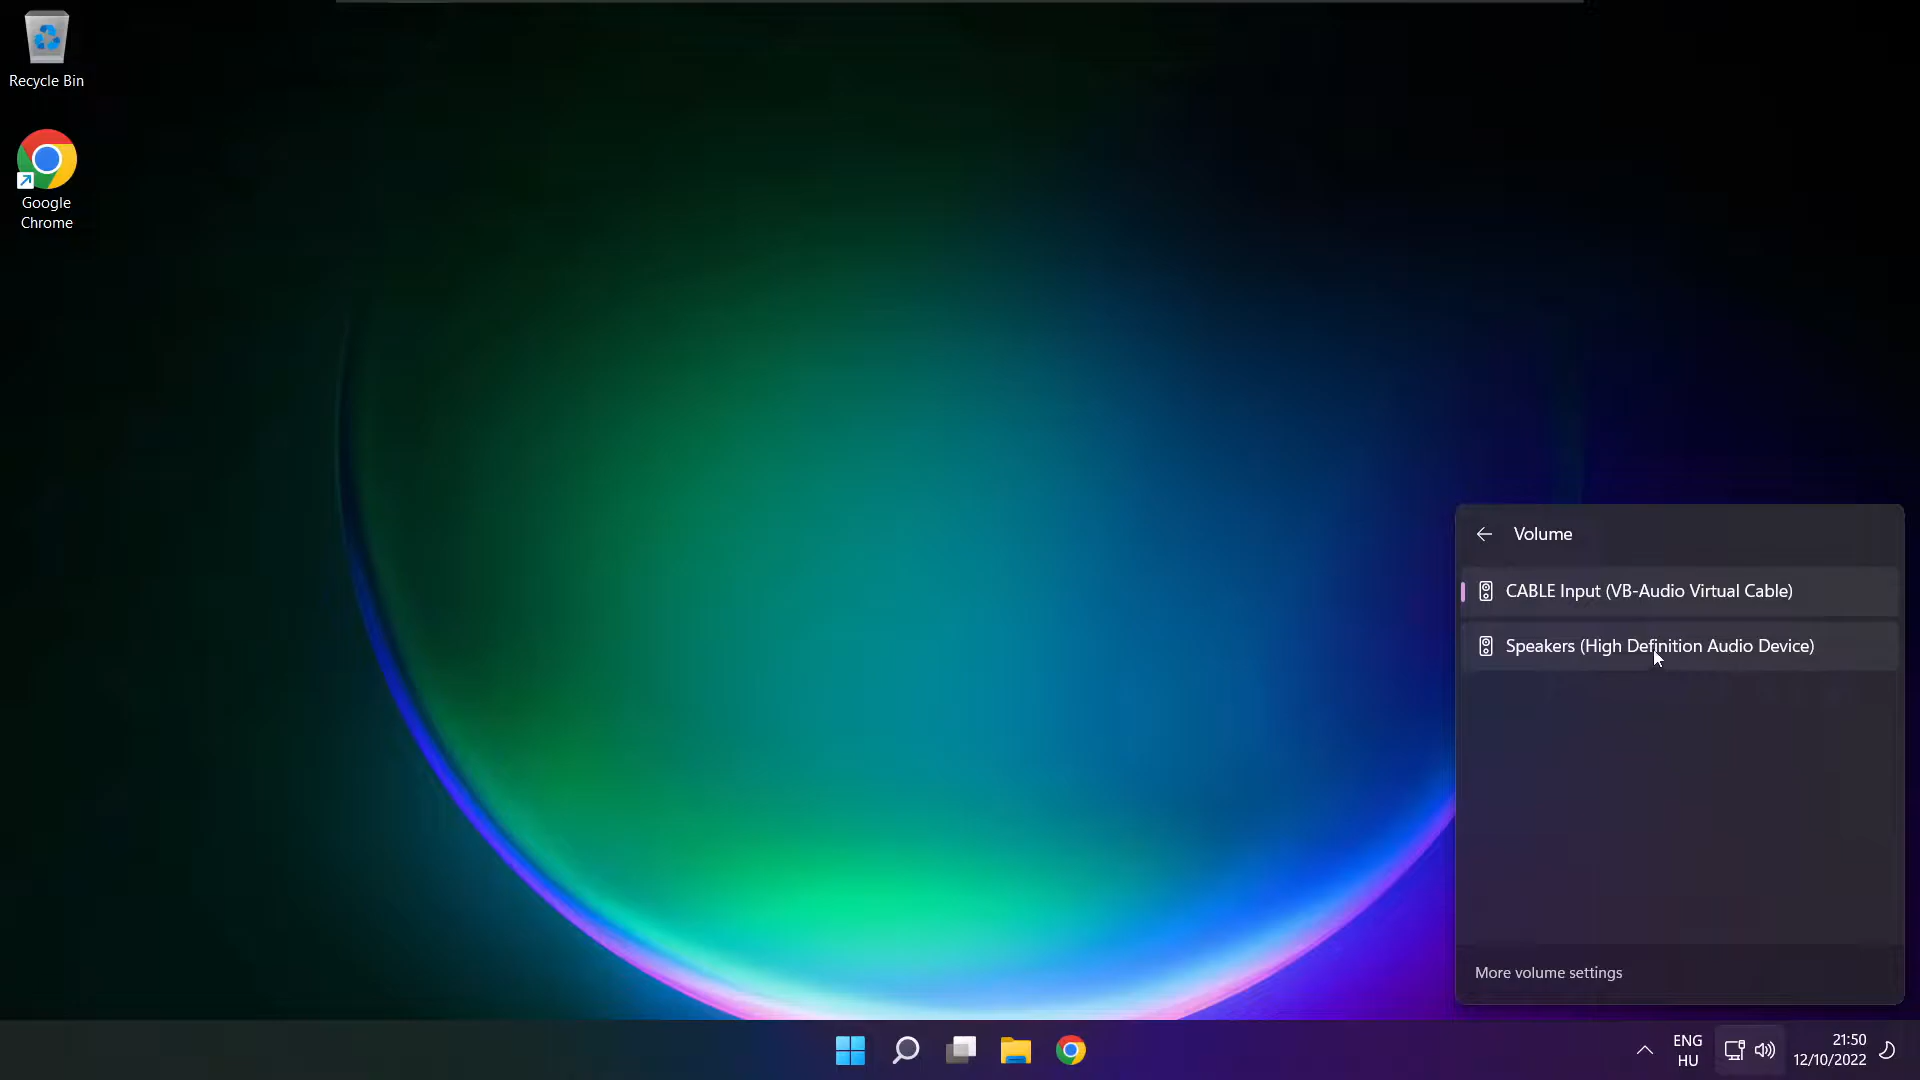 Recycle Bin
Google
Chrome
Volume
CABLE Input (VB-Audio Virtual Cable)
Speakers (High Definition Audio Device)
More volume settings
ENG
HU
21:50
12/10/2022